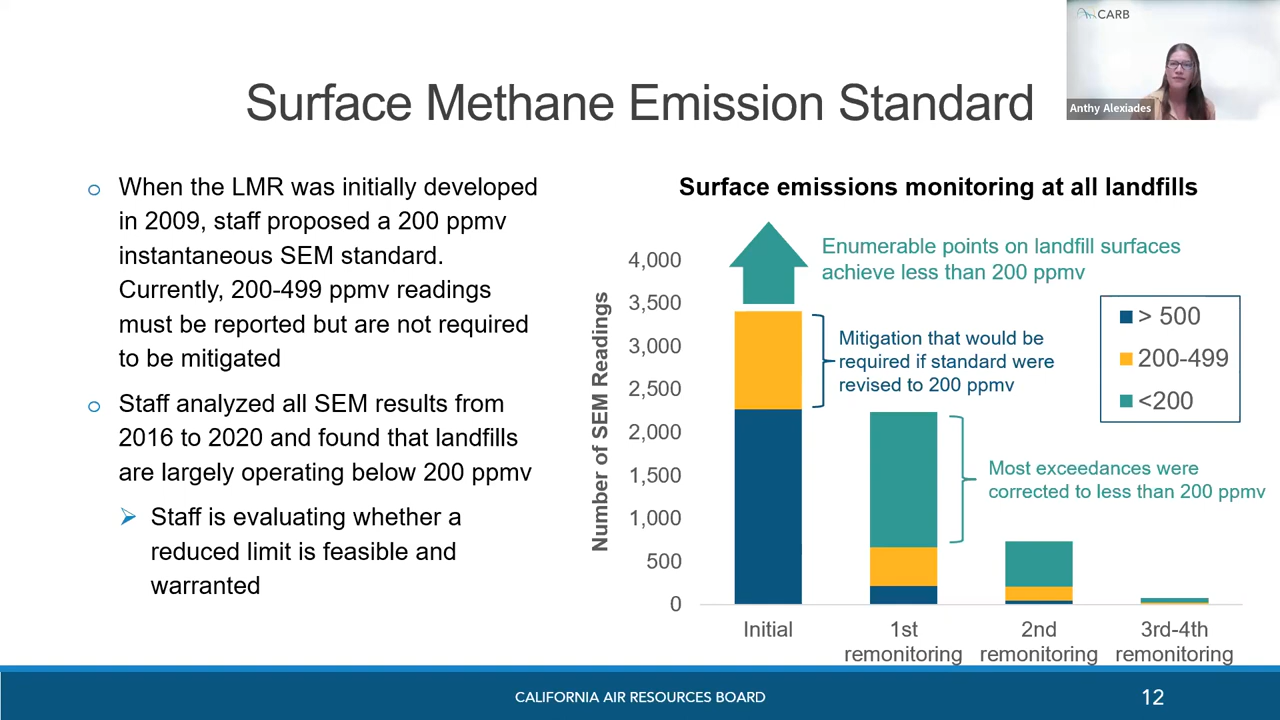 CARB
Anthy Alexiades
Surface Methane Emission Standard
When the LMR was initially developed
in 2009, staff proposed a 200 ppmv
instantaneous SEM standard.
Currently, 200-499 ppmv readings
must be reported but are not required
to be mitigated
Staff analyzed all SEM results from
2016 to 2020 and found that landfills
are largely operating below 200 ppmv
Staff is evaluating whether a
reduced limit is feasible and
warranted
Surface emissions monitoring at all landfills
Number of SEM Readings
4,000
3,500
3,000
2,500
2,000
1,500
1,000
500
0
Enumerable points on landfill surfaces
achieve less than 200 ppmv
Mitigation that would be
required if standard were
revised to 200 ppmv
> 500
200-499
<200
Most exceedances were
corrected to less than 200 ppmv
Initial
1st
remonitoring
2nd
remonitoring
3rd-4th
remonitoring
CALIFORNIA AIR RESOURCES BOARD
12